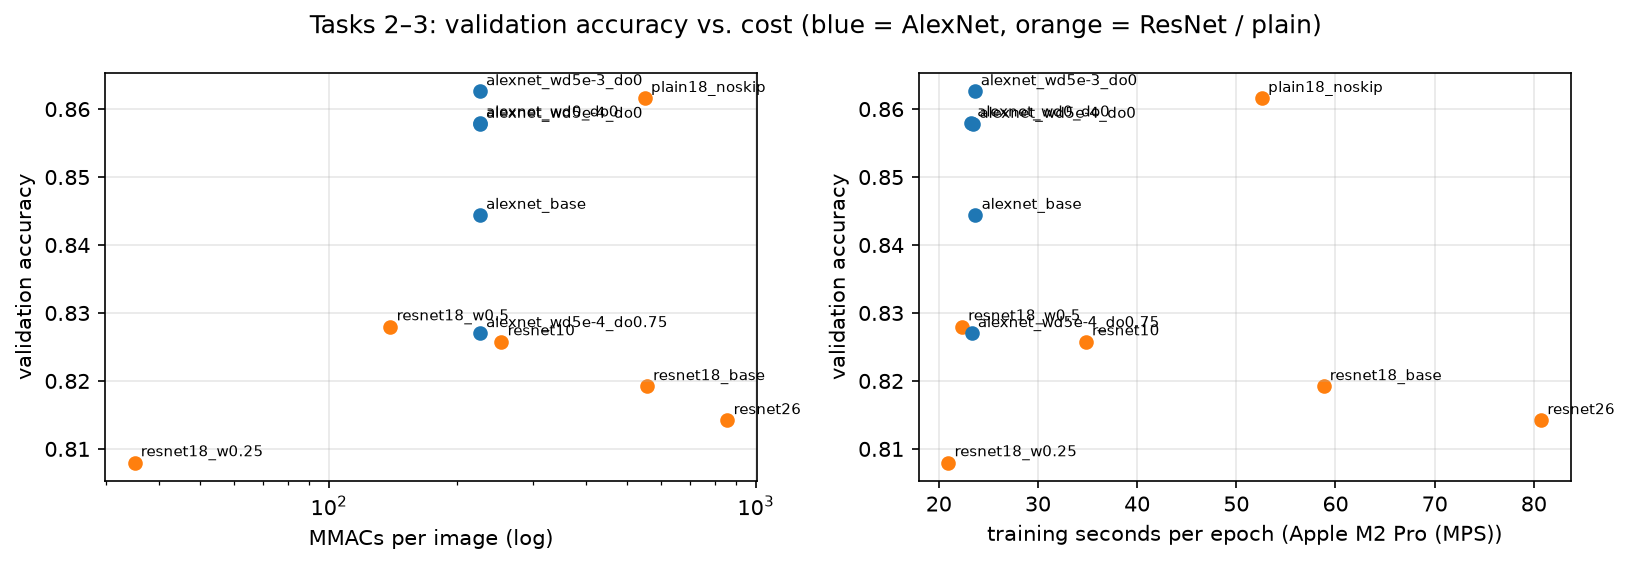 Tasks 2–3: validation accuracy vs. cost (blue = AlexNet, orange = ResNet / plain)
validation accuracy
0.86
0.85
0.84
0.83
0.82
0.81
alexnet_wd5e-3_do0
plain18_noskip
alexnet_wd0_do0
alexnet_wd5e-4_do0
alexnet_base
resnet18_w0.5
alexnet_wd5e-4_do0.75
resnet10
resnet18_base
resnet26
resnet18_w0.25
10²
10³
MMACs per image (log)
validation accuracy
0.86
0.85
0.84
0.83
0.82
0.81
alexnet_wd5e-3_do0
plain18_noskip
alexnet_wd0_do0
alexnet_wd5e-4_do0
alexnet_base
resnet18_w0.5
alexnet_wd5e-4_do0.75
resnet10
resnet18_base
resnet26
resnet18_w0.25
20 30 40 50 60 70 80
training seconds per epoch (Apple M2 Pro (MPS))